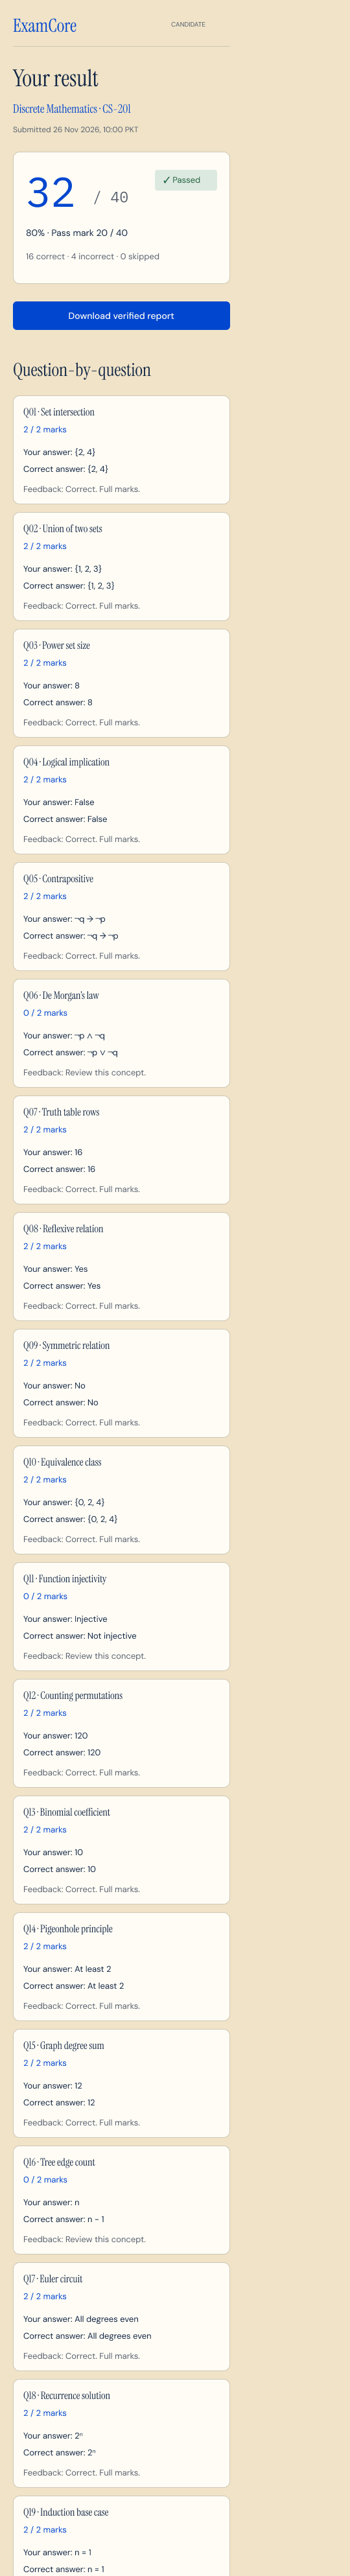 ExamCore
CANDIDATE
Your result
Discrete Mathematics · CS-201
Submitted 26 Nov 2026, 10:00 PKT
32 / 40
✓ Passed
80% · Pass mark 20 / 40
16 correct · 4 incorrect · 0 skipped
Download verified report
Question-by-question
Q01 · Set intersection
2 / 2 marks
Your answer: {2, 4}
Correct answer: {2, 4}
Feedback: Correct. Full marks.
Q02 · Union of two sets
2 / 2 marks
Your answer: {1, 2, 3}
Correct answer: {1, 2, 3}
Feedback: Correct. Full marks.
Q03 · Power set size
2 / 2 marks
Your answer: 8
Correct answer: 8
Feedback: Correct. Full marks.
Q04 · Logical implication
2 / 2 marks
Your answer: False
Correct answer: False
Feedback: Correct. Full marks.
Q05 · Contrapositive
2 / 2 marks
Your answer: ¬q → ¬p
Correct answer: ¬q → ¬p
Feedback: Correct. Full marks.
Q06 · De Morgan's law
0 / 2 marks
Your answer: ¬p ∧ ¬q
Correct answer: ¬p ∨ ¬q
Feedback: Review this concept.
Q07 · Truth table rows
2 / 2 marks
Your answer: 16
Correct answer: 16
Feedback: Correct. Full marks.
Q08 · Reflexive relation
2 / 2 marks
Your answer: Yes
Correct answer: Yes
Feedback: Correct. Full marks.
Q09 · Symmetric relation
2 / 2 marks
Your answer: No
Correct answer: No
Feedback: Correct. Full marks.
Q10 · Equivalence class
2 / 2 marks
Your answer: {0, 2, 4}
Correct answer: {0, 2, 4}
Feedback: Correct. Full marks.
Q11 · Function injectivity
0 / 2 marks
Your answer: Injective
Correct answer: Not injective
Feedback: Review this concept.
Q12 · Counting permutations
2 / 2 marks
Your answer: 120
Correct answer: 120
Feedback: Correct. Full marks.
Q13 · Binomial coefficient
2 / 2 marks
Your answer: 10
Correct answer: 10
Feedback: Correct. Full marks.
Q14 · Pigeonhole principle
2 / 2 marks
Your answer: At least 2
Correct answer: At least 2
Feedback: Correct. Full marks.
Q15 · Graph degree sum
2 / 2 marks
Your answer: 12
Correct answer: 12
Feedback: Correct. Full marks.
Q16 · Tree edge count
0 / 2 marks
Your answer: n
Correct answer: n − 1
Feedback: Review this concept.
Q17 · Euler circuit
2 / 2 marks
Your answer: All degrees even
Correct answer: All degrees even
Feedback: Correct. Full marks.
Q18 · Recurrence solution
2 / 2 marks
Your answer: 2ⁿ
Correct answer: 2ⁿ
Feedback: Correct. Full marks.
Q19 · Induction base case
2 / 2 marks
Your answer: n = 1
Correct answer: n = 1